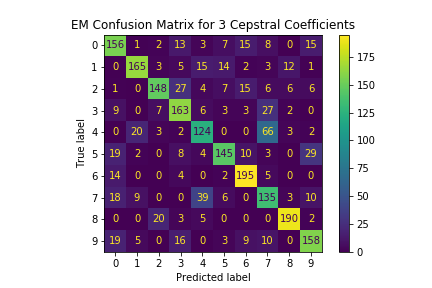 EM Confusion Matrix for 3 Cepstral Coefficients
0 156 1 2 13 3 7 15 8 0 15
1 0 165 3 5 15 14 2 3 12 1
2 1 0 148 27 4 7 15 6 6 6
3 9 0 7 163 6 3 3 27 2 0
4 0 20 3 2 124 0 0 66 3 2
5 19 2 0 8 4 145 10 3 0 29
6 14 0 0 4 0 2 195 5 0 0
7 18 9 0 0 39 6 0 135 3 10
8 0 0 20 3 5 0 0 0 190 2
9 19 5 0 16 0 3 9 10 0 158
0 1 2 3 4 5 6 7 8 9
Predicted label
True label
175
150
125
100
75
50
25
0